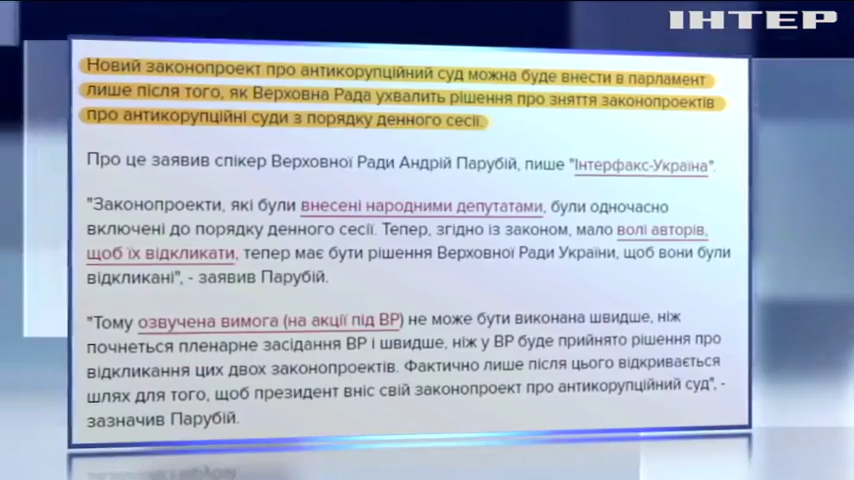 ІНТЕР
Новий законопроект про антикорупційний суд можна буде внести в парламент
лише після того, як Верховна Рада ухвалить рішення про зняття законопроектів
про антикорупційні суди з порядку денного сесії.
Про це заявив спікер Верховної Ради Андрій Парубій, пише "Інтерфакс-Україна".
"Законопроекти, які були внесені народними депутатами, були одночасно
включені до порядку денного сесії. Тепер, згідно із законом, мало волі авторів,
щоб їх відкликати, тепер має бути рішення Верховної Ради України, щоб вони були
відкликані", - заявив Парубій.
"Тому озвучена вимога (на акції під ВР) не може бути виконана швидше, ніж
почнеться пленарне засідання ВР і швидше, ніж у ВР буде прийнято рішення про
відкликання цих двох законопроектів. Фактично лише після цього відкривається
шлях для того, щоб президент вніс свій законопроект про антикорупційний суд", -
зазначив Парубій.